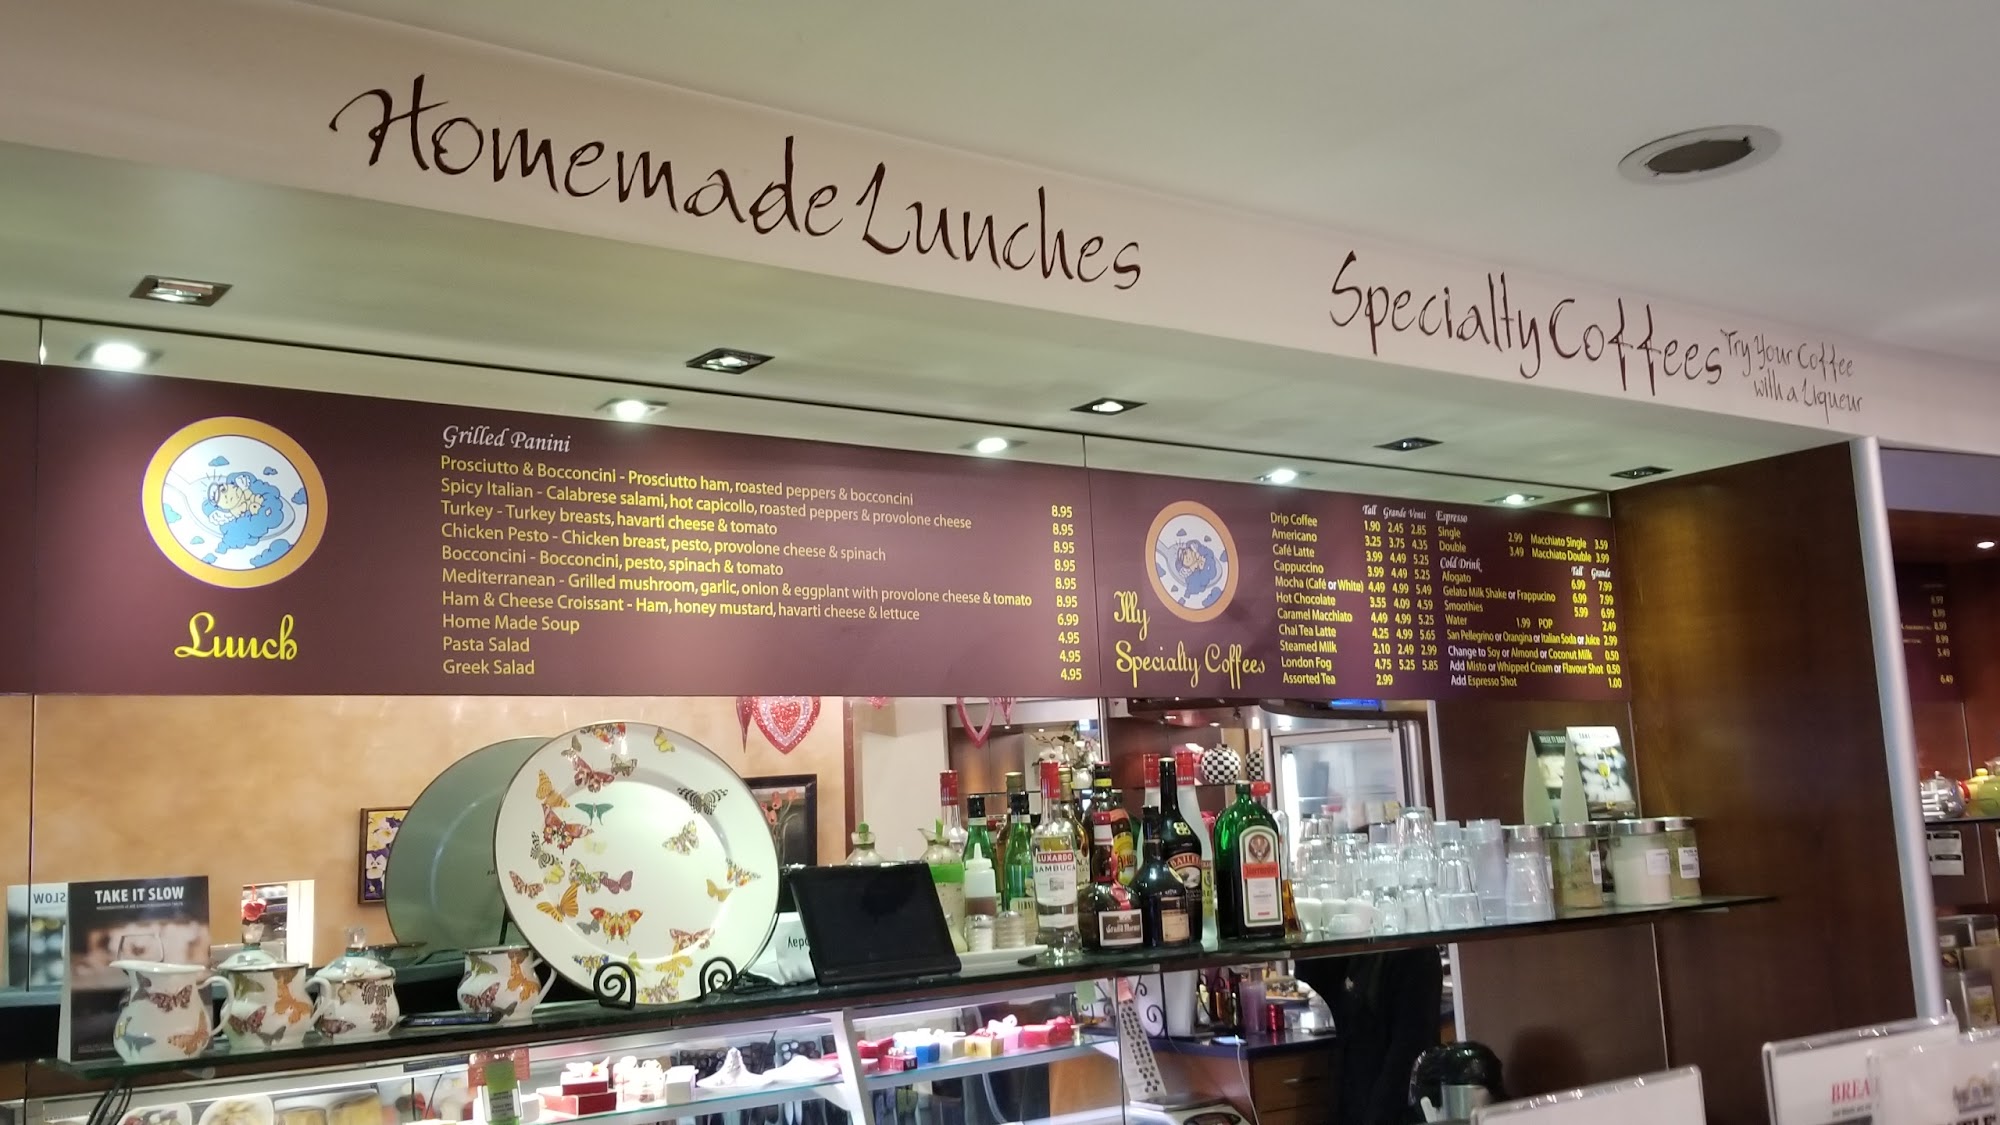 Homemade Lunches
Specialty Coffees
Try Your Coffee
with a Liqueur
Lunch
Grilled Panini
Prosciutto & Bocconcini - Prosciutto ham, roasted peppers & bocconcini 8.95
Spicy Italian - Calabrese salami, hot capicollo, roasted peppers & provolone cheese 8.95
Turkey - Turkey breasts, havarti cheese & tomato 8.95
Chicken Pesto - Chicken breast, pesto, provolone cheese & spinach 8.95
Bocconcini - Bocconcini, pesto, spinach & tomato 8.95
Mediterranean - Grilled mushroom, garlic, onion & eggplant with provolone cheese & tomato 8.95
Ham & Cheese Croissant - Ham, honey mustard, havarti cheese & lettuce 6.99
Home Made Soup 4.95
Pasta Salad 4.95
Greek Salad 4.95
Illy
Specialty Coffees
Tall Grande Venti
Drip Coffee 1.90 2.45 2.85
Americano 3.25 3.75 4.35
Café Latte 3.99 4.49 5.25
Cappuccino 3.99 4.49 5.25
Mocha (Café or White) 4.49 4.99 5.49
Hot Chocolate 3.55 4.09 4.59
Caramel Macchiato 4.49 4.99 5.25
Chai Tea Latte 4.25 4.99 5.65
Steamed Milk 2.10 2.49 2.99
London Fog 4.75 5.25 5.85
Assorted Tea 2.99
Espresso
Single 2.99 Macchiato Single 3.59
Double 3.49 Macchiato Double 3.99
Cold Drink Tall Grande
Afogato 6.99 7.99
Gelato Milk Shake or Frappucino 6.99 7.99
Smoothies 5.99 6.99
Water 1.99 POP 2.49
San Pellegrino or Orangina or Italian Soda or Juice 2.99
Change to Soy or Almond or Coconut Milk 0.50
Add Misto or Whipped Cream or Flavour Shot 0.50
Add Espresso Shot 1.00
8.99
8.99
3.49
6.49
TAKE IT SLOW
SLOW
LUXARDO
SAMBUCA
Grand Marnier
BAILEYS
Jägermeister
BREA